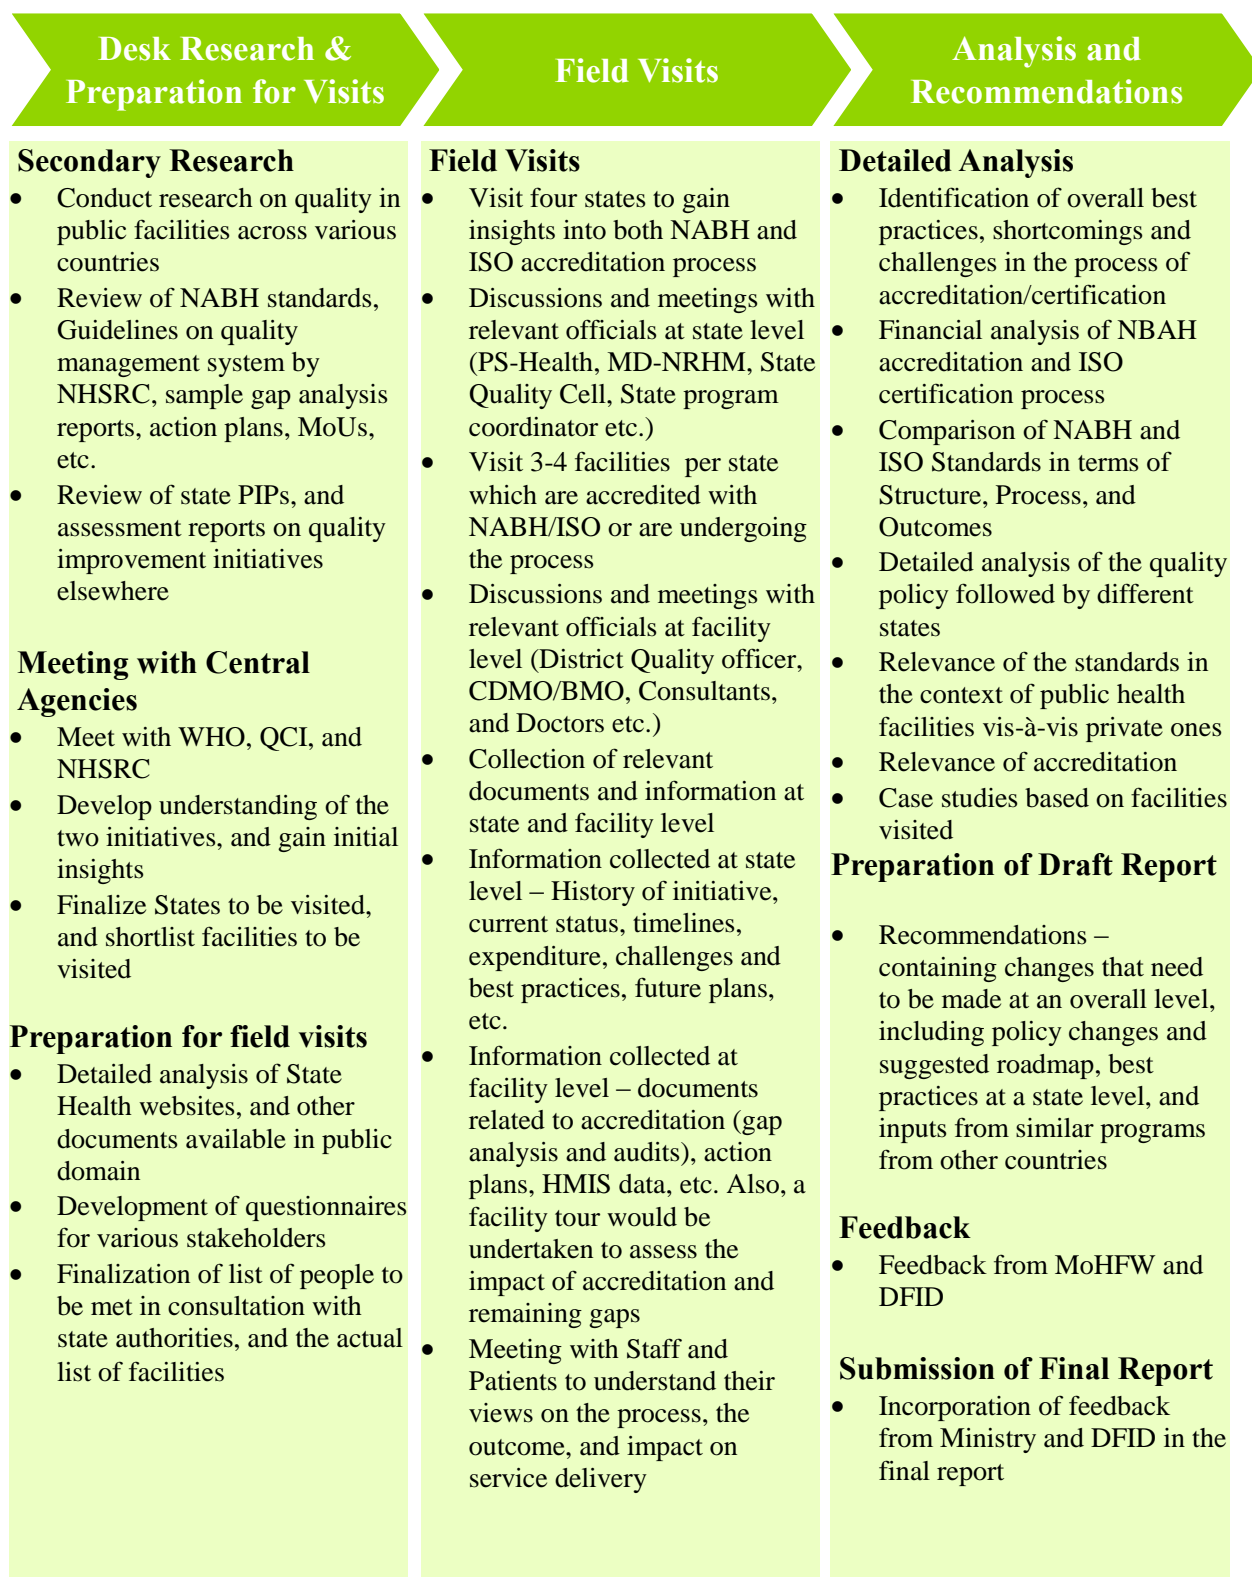 Desk Research &
Preparation for Visits
Field Visits
Analysis and
Recommendations
Secondary Research
• Conduct research on quality in
public facilities across various
countries
• Review of NABH standards,
Guidelines on quality
management system by
NHSRC, sample gap analysis
reports, action plans, MoUs,
etc.
• Review of state PIPs, and
assessment reports on quality
improvement initiatives
elsewhere
Meeting with Central
Agencies
• Meet with WHO, QCI, and
NHSRC
• Develop understanding of the
two initiatives, and gain initial
insights
• Finalize States to be visited,
and shortlist facilities to be
visited
Preparation for field visits
• Detailed analysis of State
Health websites, and other
documents available in public
domain
• Development of questionnaires
for various stakeholders
• Finalization of list of people to
be met in consultation with
state authorities, and the actual
list of facilities
Field Visits
• Visit four states to gain
insights into both NABH and
ISO accreditation process
• Discussions and meetings with
relevant officials at state level
(PS-Health, MD-NRHM, State
Quality Cell, State program
coordinator etc.)
• Visit 3-4 facilities per state
which are accredited with
NABH/ISO or are undergoing
the process
• Discussions and meetings with
relevant officials at facility
level (District Quality officer,
CDMO/BMO, Consultants,
and Doctors etc.)
• Collection of relevant
documents and information at
state and facility level
• Information collected at state
level – History of initiative,
current status, timelines,
expenditure, challenges and
best practices, future plans,
etc.
• Information collected at
facility level – documents
related to accreditation (gap
analysis and audits), action
plans, HMIS data, etc. Also, a
facility tour would be
undertaken to assess the
impact of accreditation and
remaining gaps
• Meeting with Staff and
Patients to understand their
views on the process, the
outcome, and impact on
service delivery
Detailed Analysis
• Identification of overall best
practices, shortcomings and
challenges in the process of
accreditation/certification
• Financial analysis of NBAH
accreditation and ISO
certification process
• Comparison of NABH and
ISO Standards in terms of
Structure, Process, and
Outcomes
• Detailed analysis of the quality
policy followed by different
states
• Relevance of the standards in
the context of public health
facilities vis-à-vis private ones
• Relevance of accreditation
• Case studies based on facilities
visited
Preparation of Draft Report
• Recommendations –
containing changes that need
to be made at an overall level,
including policy changes and
suggested roadmap, best
practices at a state level, and
inputs from similar programs
from other countries
Feedback
• Feedback from MoHFW and
DFID
Submission of Final Report
• Incorporation of feedback
from Ministry and DFID in the
final report